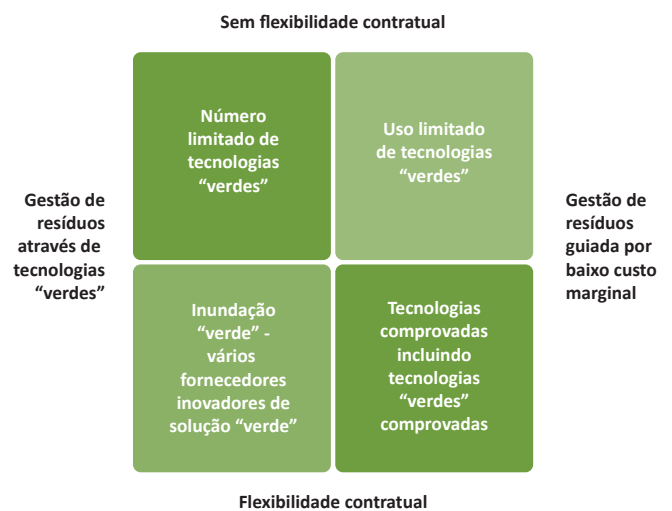 Sem flexibilidade contratual
Número
limitado de
tecnologias
“verdes”
Uso limitado
de tecnologias
“verdes”
Gestão de
resíduos
através de
tecnologias
“verdes”
Gestão de
resíduos
guiada por
baixo custo
marginal
Inundação
“verde” -
vários
fornecedores
inovadores de
solução “verde”
Tecnologias
comprovadas
incluindo
tecnologias
“verdes”
comprovadas
Flexibilidade contratual